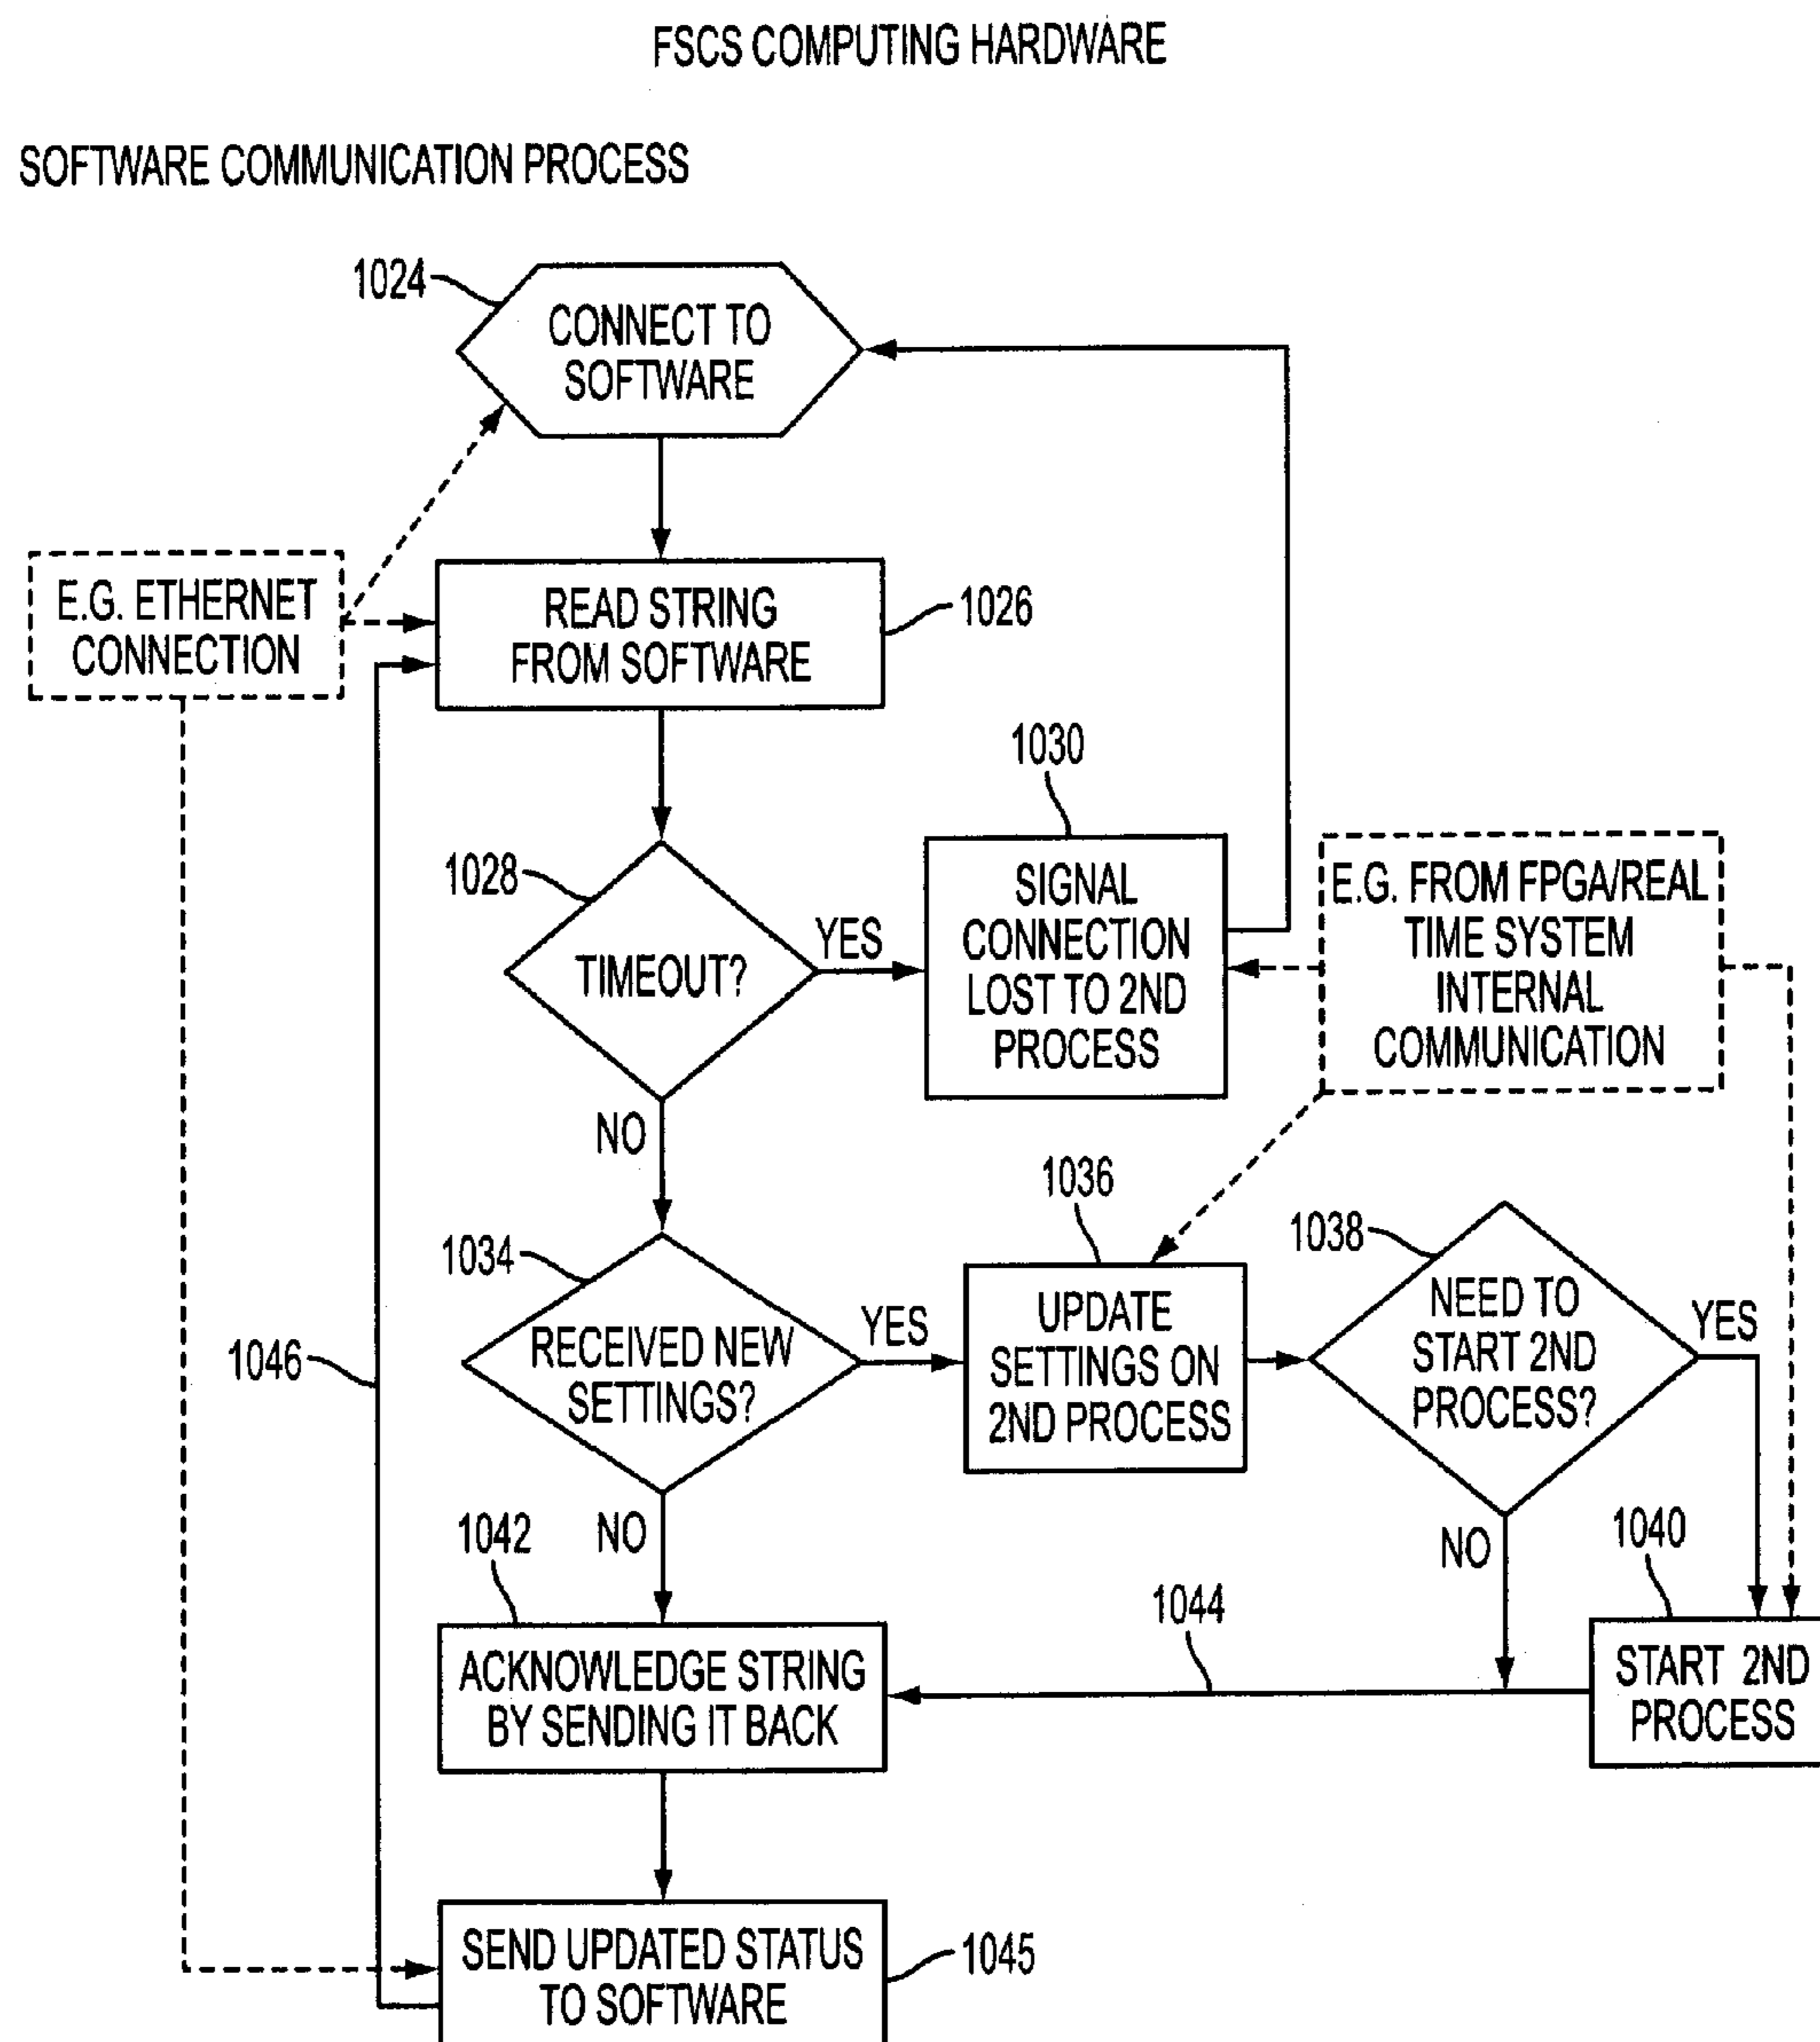 FSCS COMPUTING HARDWARE
SOFTWARE COMMUNICATION PROCESS
1024
CONNECT TO
SOFTWARE
E.G. ETHERNET
CONNECTION
READ STRING
FROM SOFTWARE
1026
1028
TIMEOUT?
YES
NO
1030
SIGNAL
CONNECTION
LOST TO 2ND
PROCESS
E.G. FROM FPGA/REAL
TIME SYSTEM
INTERNAL
COMMUNICATION
1034
RECEIVED NEW
SETTINGS?
YES
NO
1036
UPDATE
SETTINGS ON
2ND PROCESS
1038
NEED TO
START 2ND
PROCESS?
YES
NO
1040
START 2ND
PROCESS
1042
ACKNOWLEDGE STRING
BY SENDING IT BACK
1044
1046
SEND UPDATED STATUS
TO SOFTWARE
1045